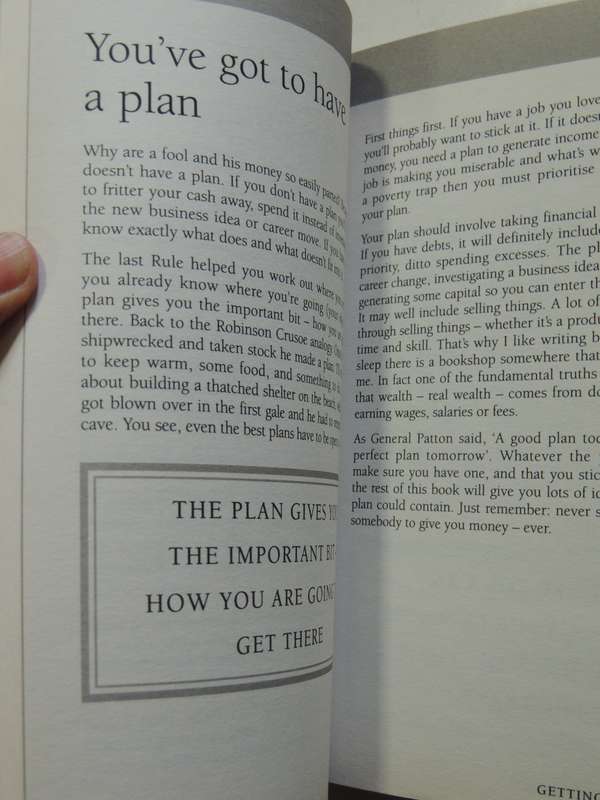 You've got to have
a plan
Why are a fool and his money so easily parted?
doesn't have a plan. If you don't have a plan
to fritter your cash away, spend it instead of
the new business idea or career move. If you
know exactly what does and what doesn't fit
The last Rule helped you work out where
you already know where you're going
plan gives you the important bit – how
there. Back to the Robinson Crusoe analogy
shipwrecked and taken stock he made a plan.
to keep warm, some food, and something to
about building a thatched shelter on the beach,
got blown over in the first gale and he had to
cave. You see, even the best plans have to be
THE PLAN GIVES
THE IMPORTANT BIT
HOW YOU ARE GOING
GET THERE
First things first. If you have a job you love
you'll probably want to stick at it. If it does
money, you need a plan to generate income
job is making you miserable and what's w
a poverty trap then you must prioritise
your plan.
Your plan should involve taking financial
If you have debts, it will definitely include
priority, ditto spending excesses. The pl
career change, investigating a business idea
generating some capital so you can enter th
It may well include selling things. A lot of
through selling things – whether it's a produ
time and skill. That's why I like writing b
sleep there is a bookshop somewhere that
me. In fact one of the fundamental truths
that wealth – real wealth – comes from do
earning wages, salaries or fees.
As General Patton said, 'A good plan tod
perfect plan tomorrow'. Whatever the
make sure you have one, and that you stic
the rest of this book will give you lots of id
plan could contain. Just remember: never s
somebody to give you money – ever.
GETTING